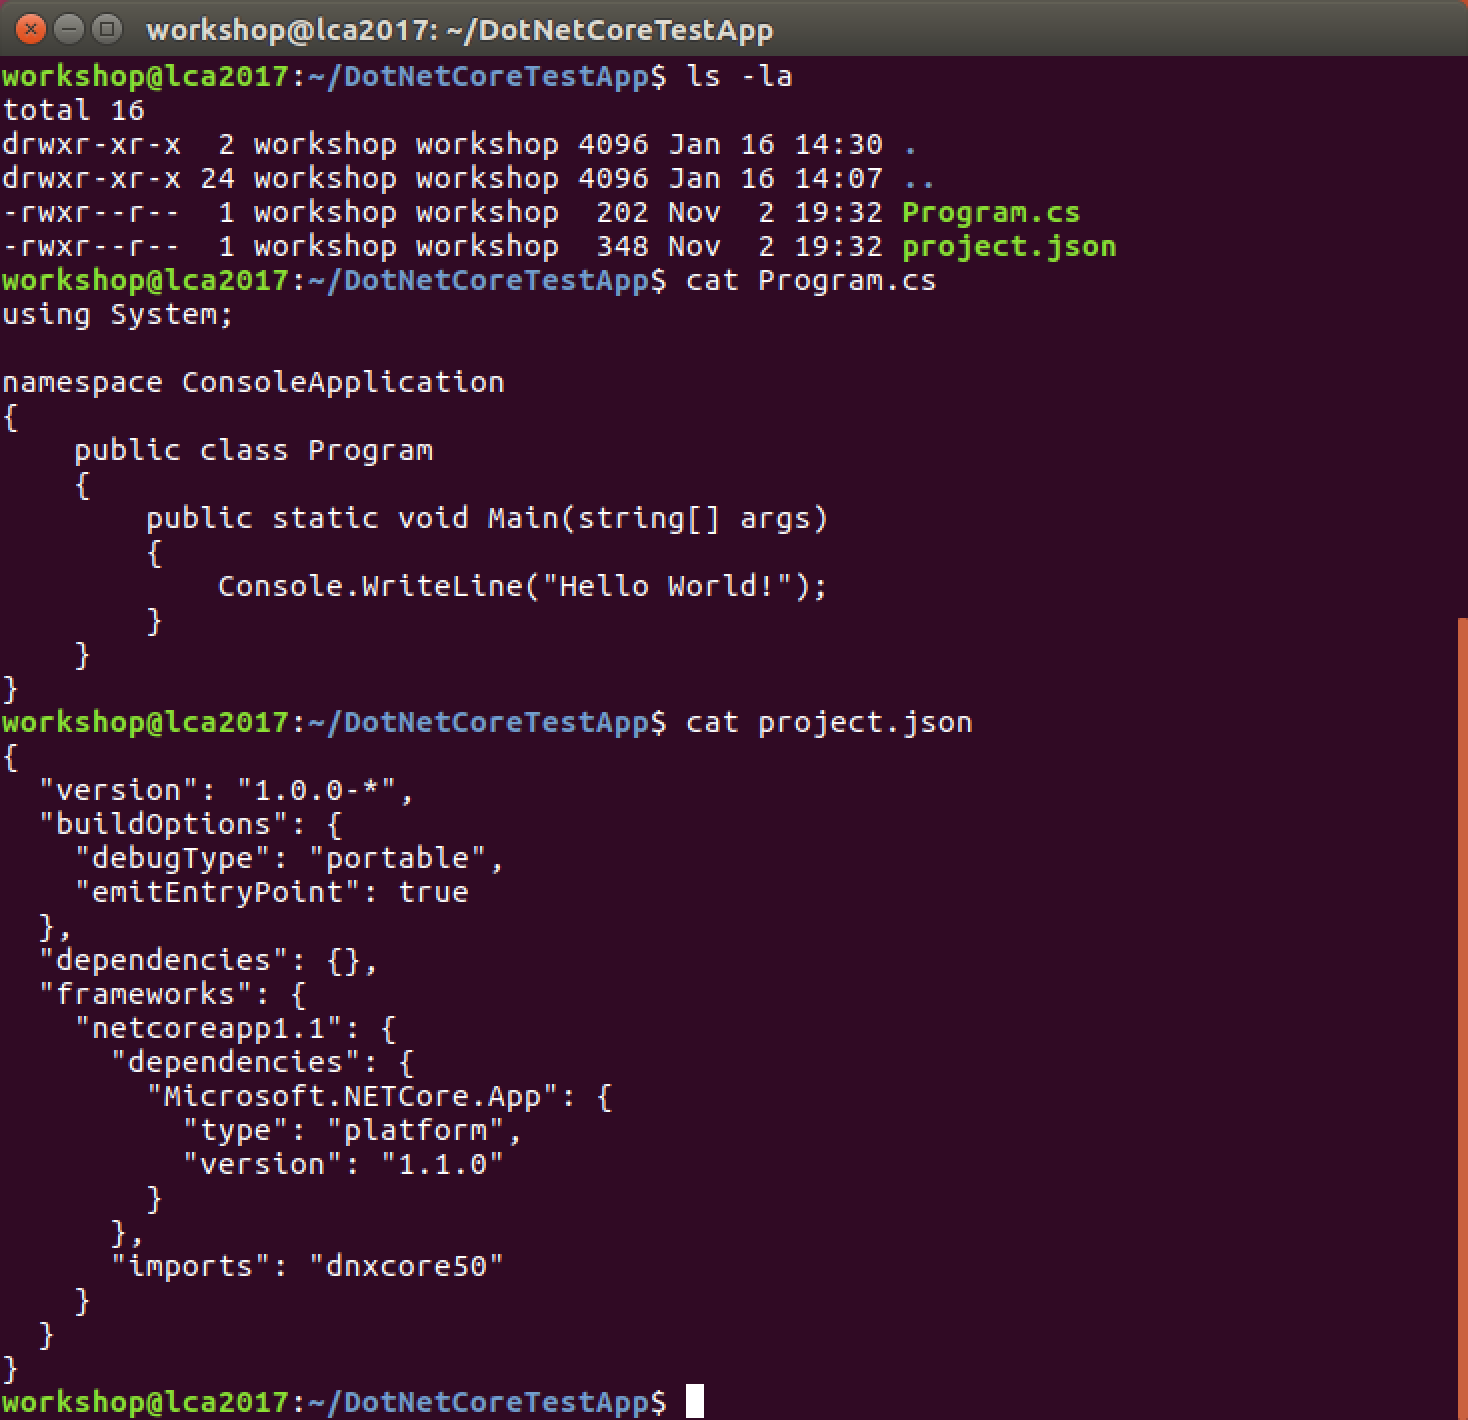 workshop@lca2017: ~/DotNetCoreTestApp
workshop@lca2017:~/DotNetCoreTestApp$ ls -la
total 16
drwxr-xr-x  2 workshop workshop 4096 Jan 16 14:30 .
drwxr-xr-x 24 workshop workshop 4096 Jan 16 14:07 ..
-rwxr--r--  1 workshop workshop  202 Nov  2 19:32 Program.cs
-rwxr--r--  1 workshop workshop  348 Nov  2 19:32 project.json
workshop@lca2017:~/DotNetCoreTestApp$ cat Program.cs
using System;

namespace ConsoleApplication
{
    public class Program
    {
        public static void Main(string[] args)
        {
            Console.WriteLine("Hello World!");
        }
    }
}
workshop@lca2017:~/DotNetCoreTestApp$ cat project.json
{
  "version": "1.0.0-*",
  "buildOptions": {
    "debugType": "portable",
    "emitEntryPoint": true
  },
  "dependencies": {},
  "frameworks": {
    "netcoreapp1.1": {
      "dependencies": {
        "Microsoft.NETCore.App": {
          "type": "platform",
          "version": "1.1.0"
        }
      },
      "imports": "dnxcore50"
    }
  }
}
workshop@lca2017:~/DotNetCoreTestApp$